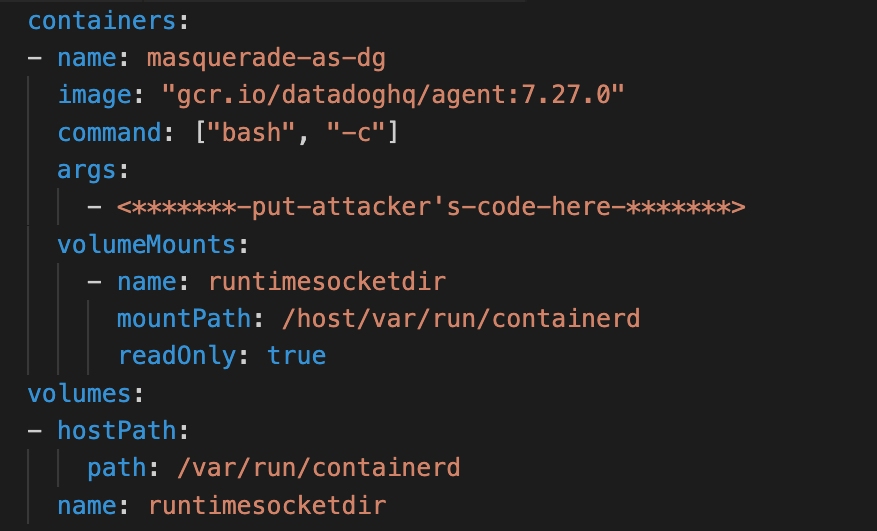 containers:
- name: masquerade-as-dg
image: "gcr.io/datadoghq/agent:7.27.0"
command: ["bash", "-c"]
args:
- <*******-put-attacker's-code-here-*******>
volumeMounts:
- name: runtimesocketdir
mountPath: /host/var/run/containerd
readOnly: true
volumes:
- hostPath:
path: /var/run/containerd
name: runtimesocketdir